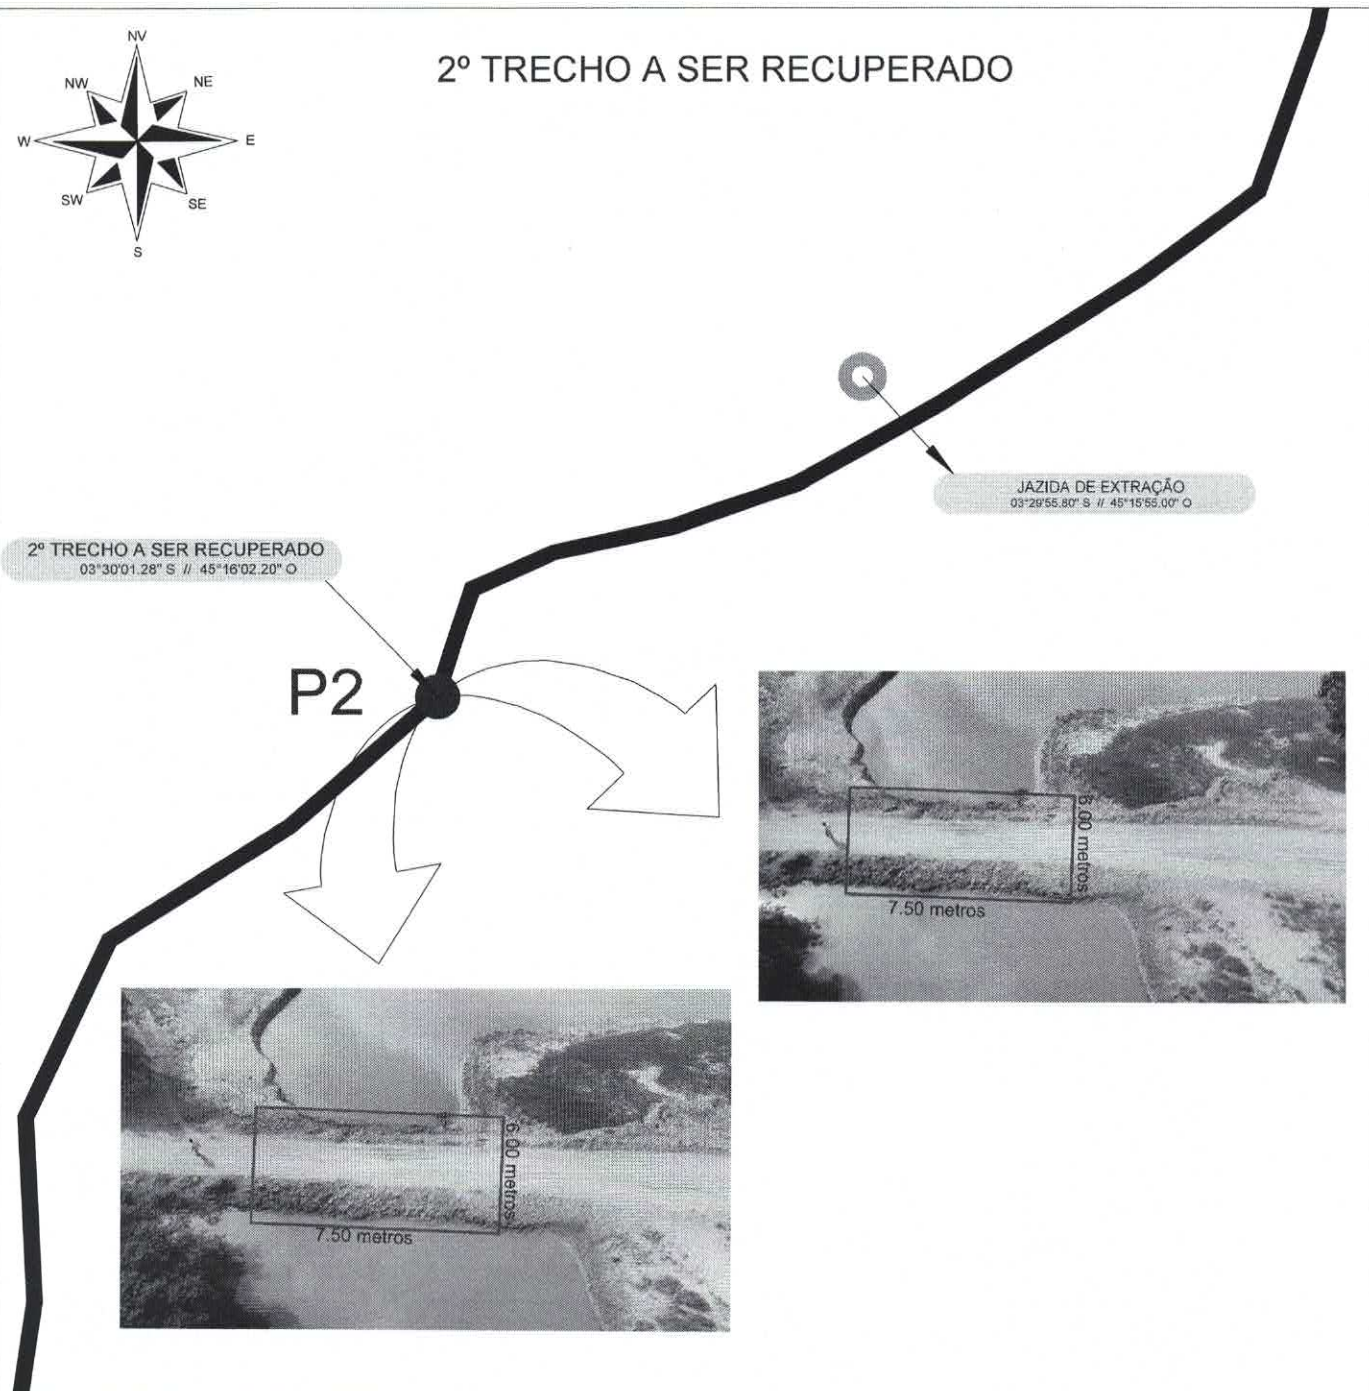 2º TRECHO A SER RECUPERADO
NV
NW
NE
W
E
SW
SE
S
JAZIDA DE EXTRAÇÃO
03°29'55.80" S // 45°15'55.00" O
2º TRECHO A SER RECUPERADO
03°30'01.28" S // 45°16'02.20" O
P2
6.00 metros
7.50 metros
6.00 metros
7.50 metros